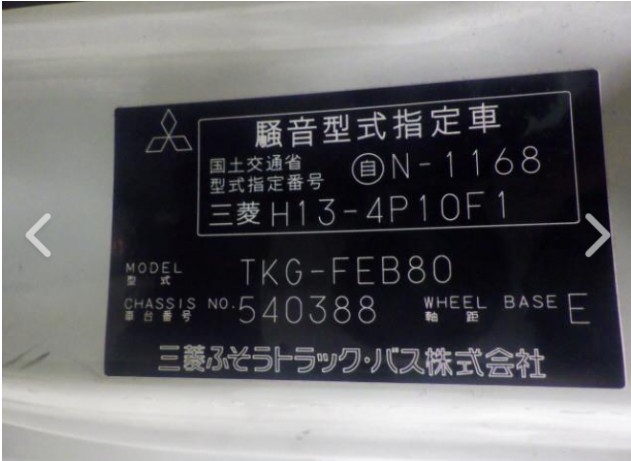 騒音型式指定車
国土交通省 型式指定番号 自N-1168
三菱 H13-4P10F1
MODEL 型式 TKG-FEB80
CHASSIS NO. 車台番号 540388 WHEEL BASE 軸距 E
三菱ふそうトラック・バス株式会社